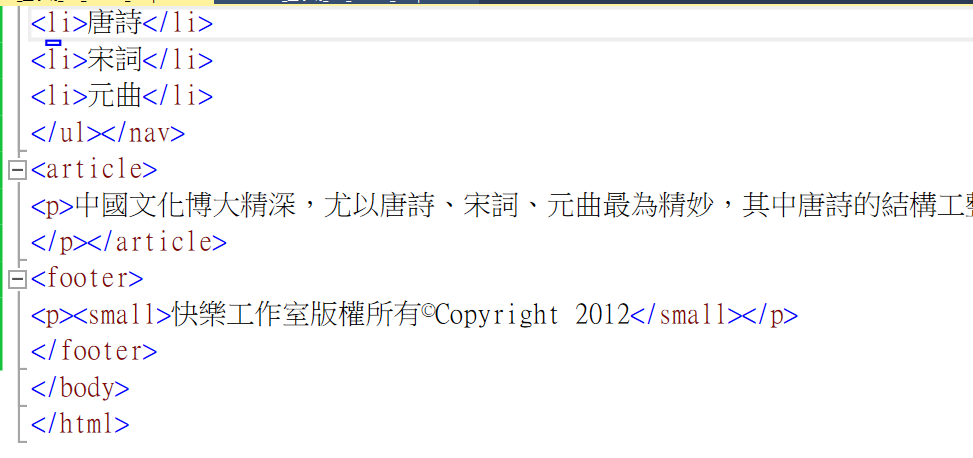 <li>唐詩</li>
<li>宋詞</li>
<li>元曲</li>
</ul></nav>
<article>
<p>中國文化博大精深，尤以唐詩、宋詞、元曲最為精妙，其中唐詩的結構工整
</p></article>
<footer>
<p><small>快樂工作室版權所有©Copyright 2012</small></p>
</footer>
</body>
</html>